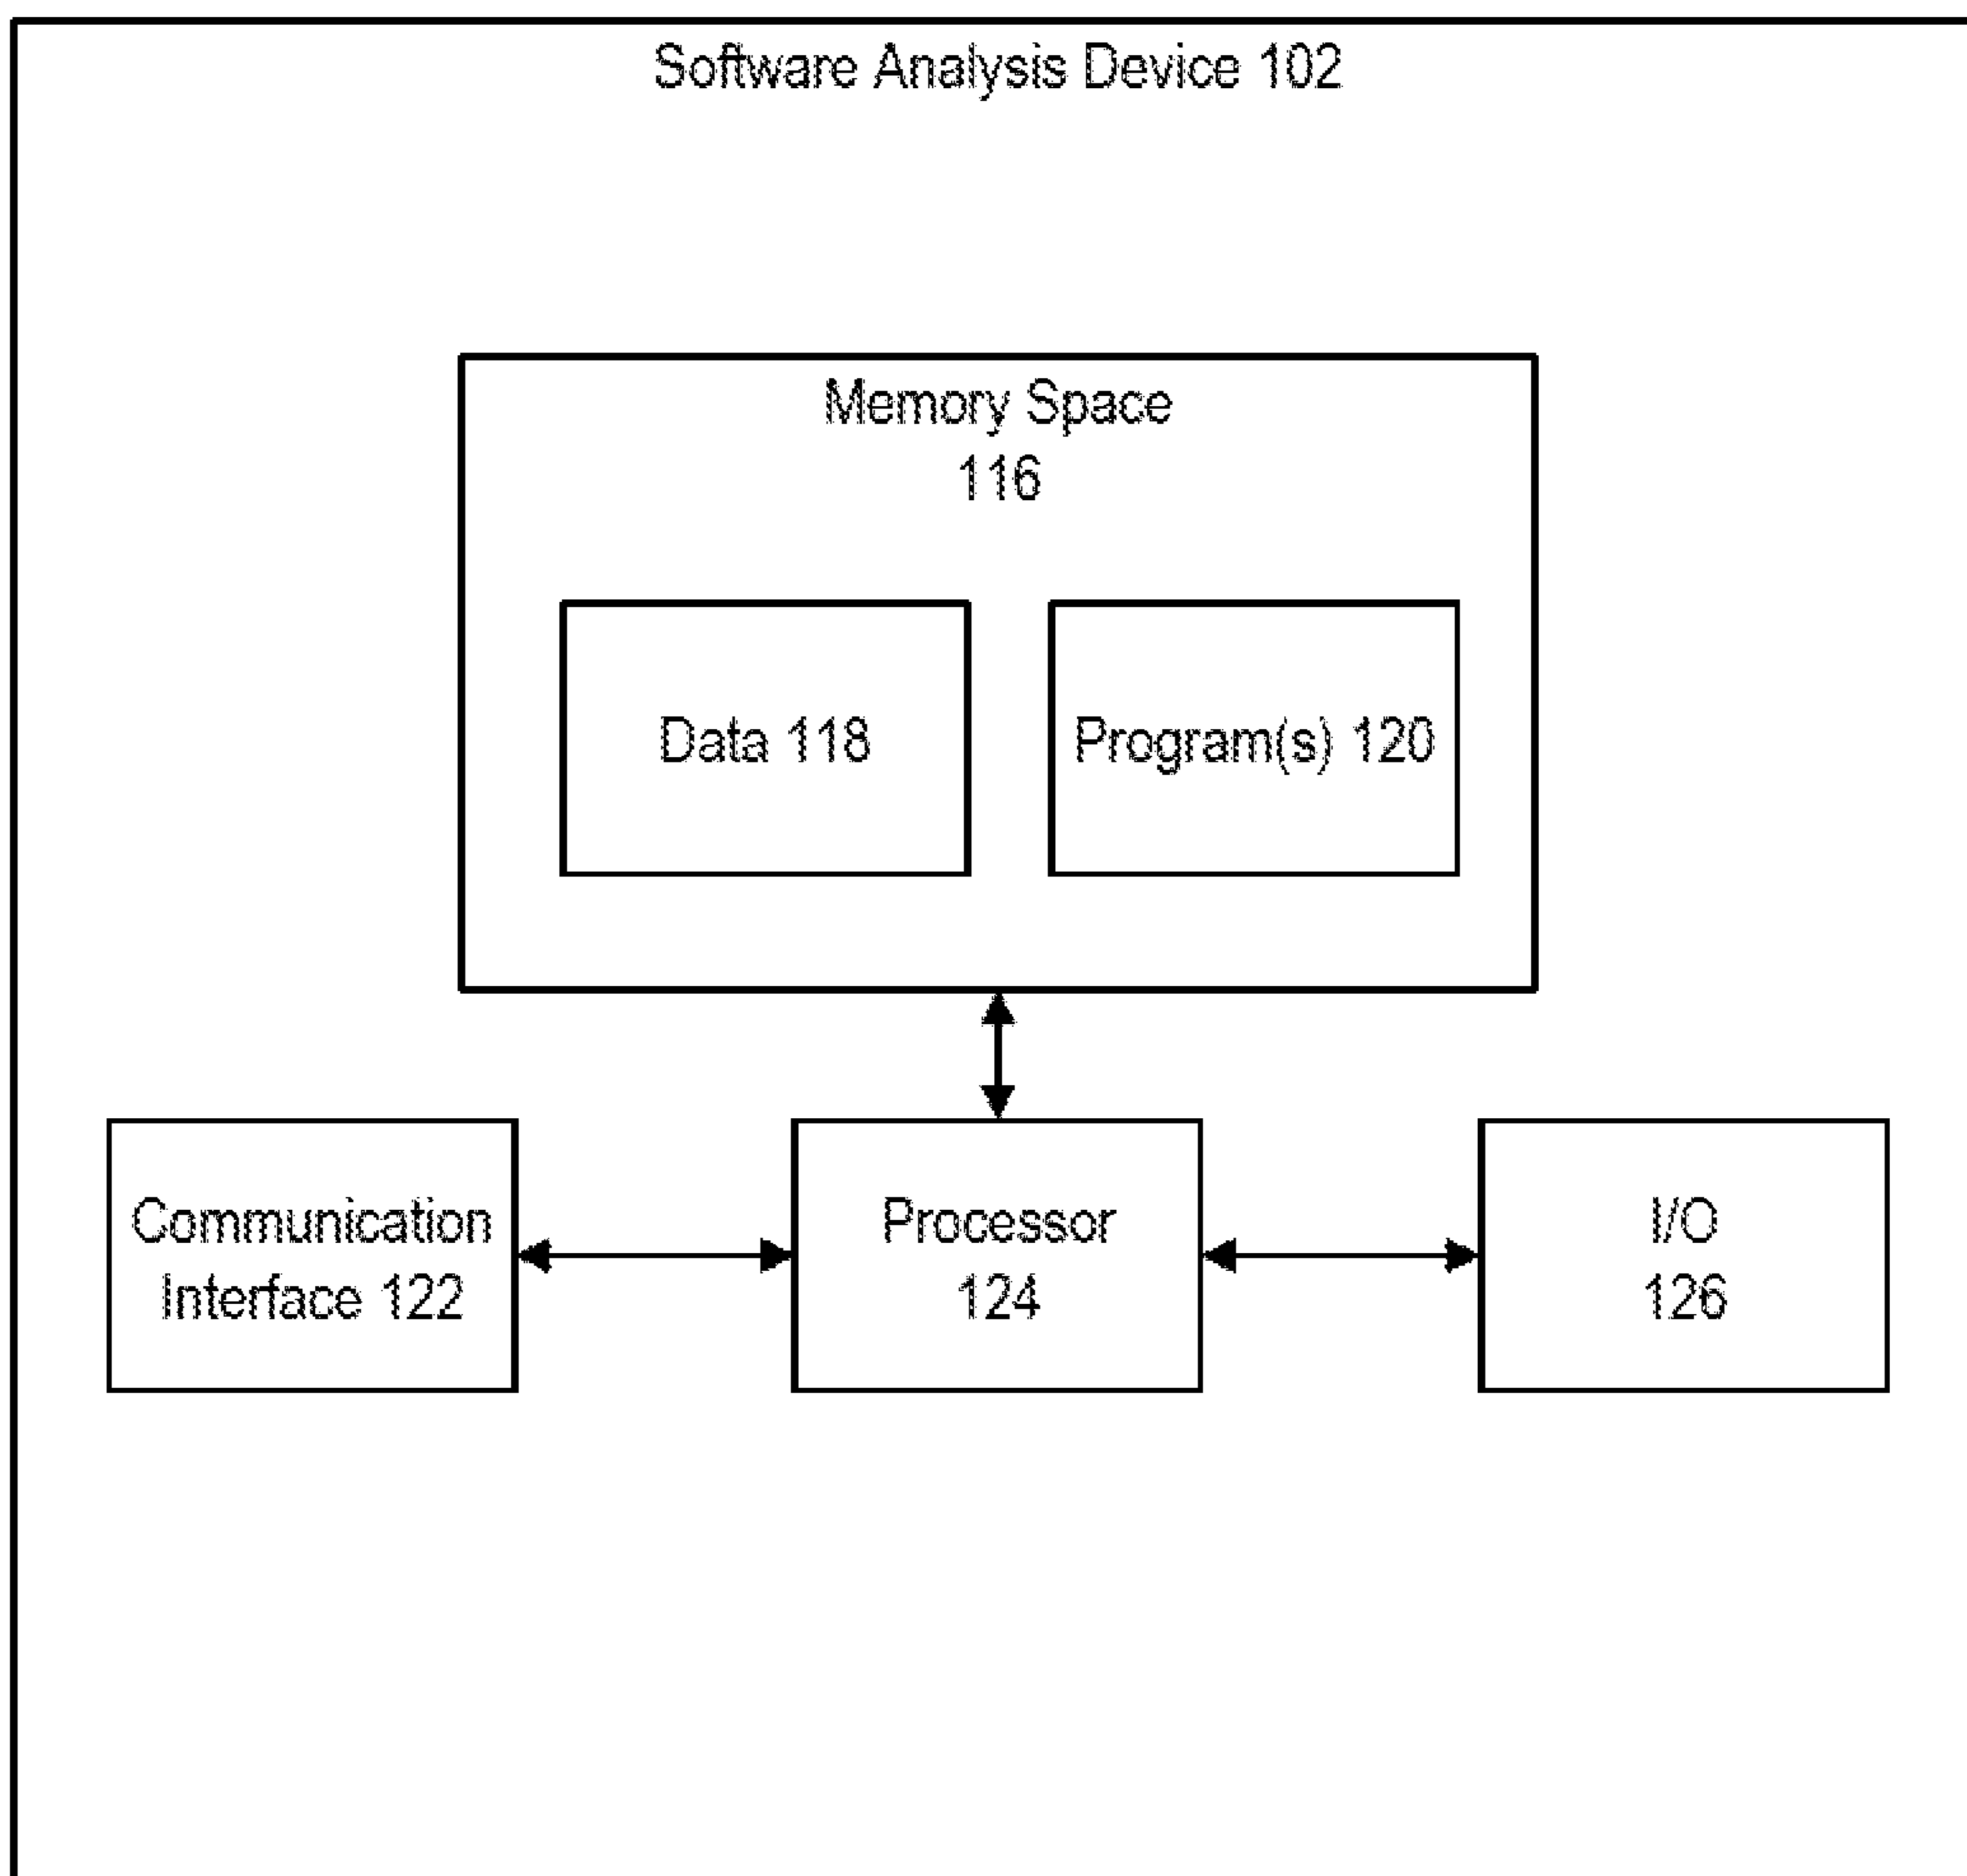 Software Analysis Device 102
Memory Space
116
Data 118
Program(s) 120
Communication
Interface 122
Processor
124
I/O
126